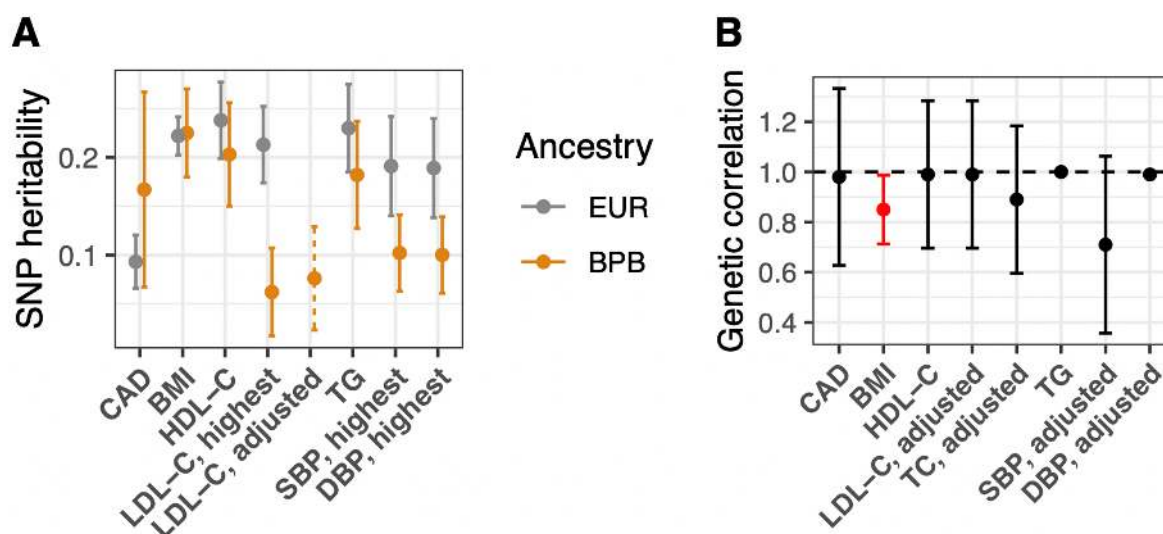 A
SNP heritability
0.2
0.1
CAD
BMI
HDL−C
LDL−C, highest
LDL−C, adjusted
TG
SBP, highest
DBP, highest
Ancestry
EUR
BPB
B
Genetic correlation
1.2
1.0
0.8
0.6
0.4
CAD
BMI
HDL−C
LDL−C, adjusted
TC, adjusted
TG
SBP, adjusted
DBP, adjusted